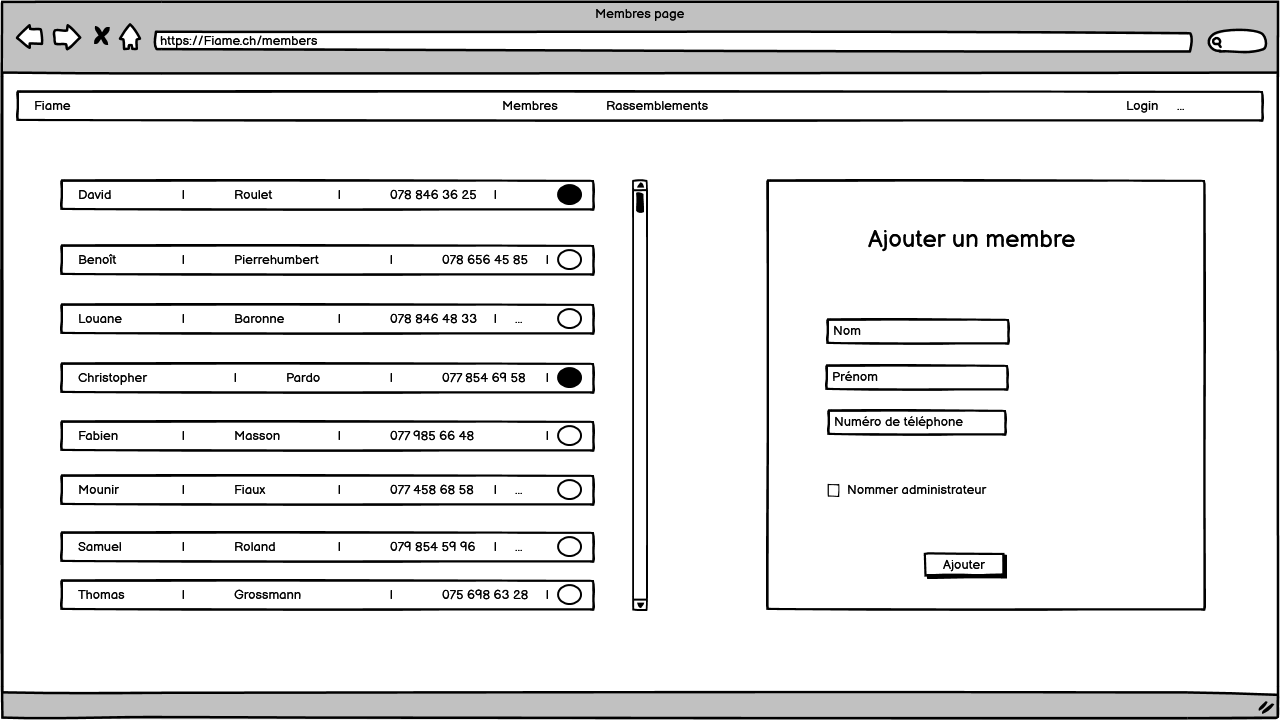 Membres page
https://Fiame.ch/members
Fiame Membres Rassemblements Login ...
David | Roulet | 078 846 36 25 |
Benoît | Pierrehumbert | 078 656 45 85 |
Louane | Baronne | 078 846 48 33 | ...
Christopher | Pardo | 077 854 69 58 |
Fabien | Masson | 077 985 66 48 |
Mounir | Fiaux | 077 458 68 58 | ...
Samuel | Roland | 079 854 59 96 | ...
Thomas | Grossmann | 075 698 63 28 |
Ajouter un membre
Nom
Prénom
Numéro de téléphone
Nommer administrateur
Ajouter